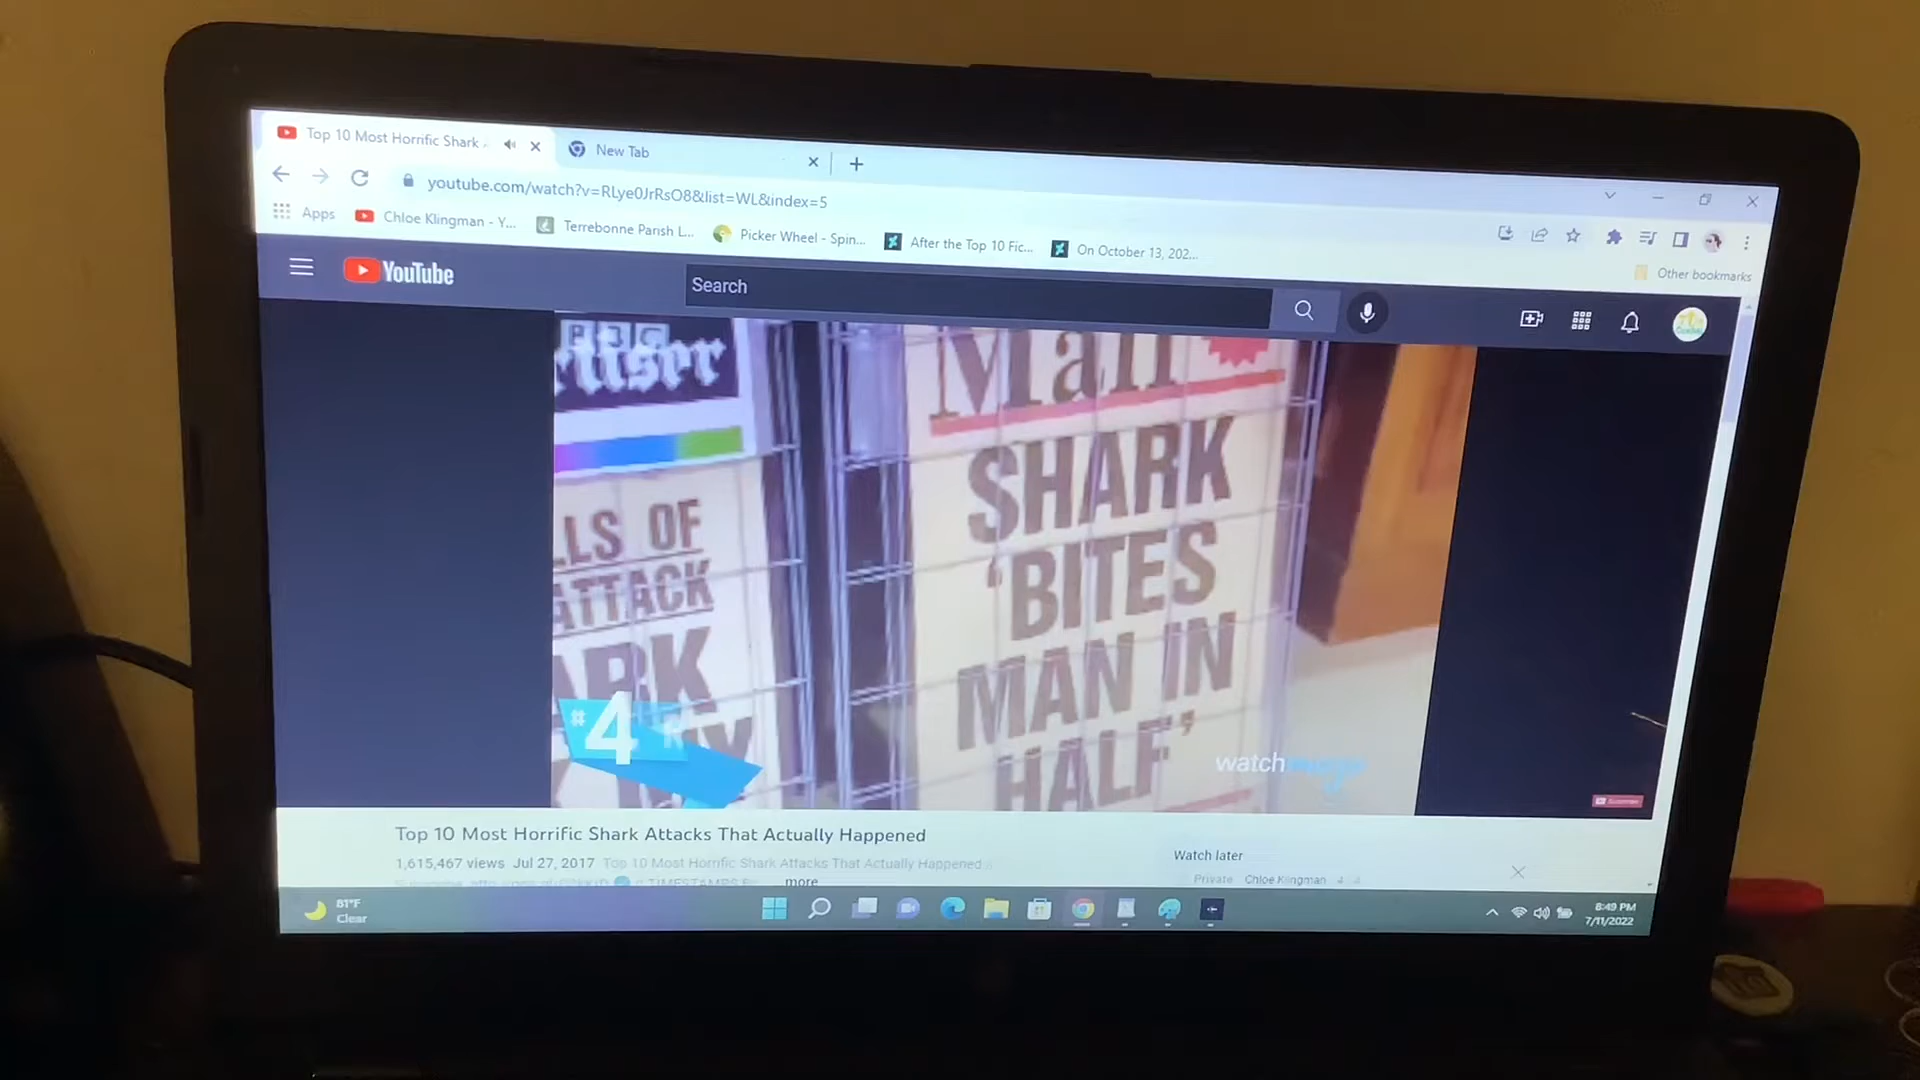 Top 10 Most Horrific Shark
New Tab
youtube.com/watch?v=RLye0JrRsO8&list=WL&index=5
Apps
Chloe Klingman - Y...
Terrebonne Parish L...
Picker Wheel - Spin...
After the Top 10 Fic...
On October 13, 202...
Other bookmarks
YouTube
Search
Mail
SHARK
'BITES
MAN IN
HALF'
LLS OF
ATTACK
ARK
#4
watchmojo
Top 10 Most Horrific Shark Attacks That Actually Happened
1,615,467 views Jul 27, 2017 Top 10 Most Horrific Shark Attacks That Actually Happened
more
Watch later
Private Chloe Klingman
81°F
Clear
8:49 PM
7/11/2022